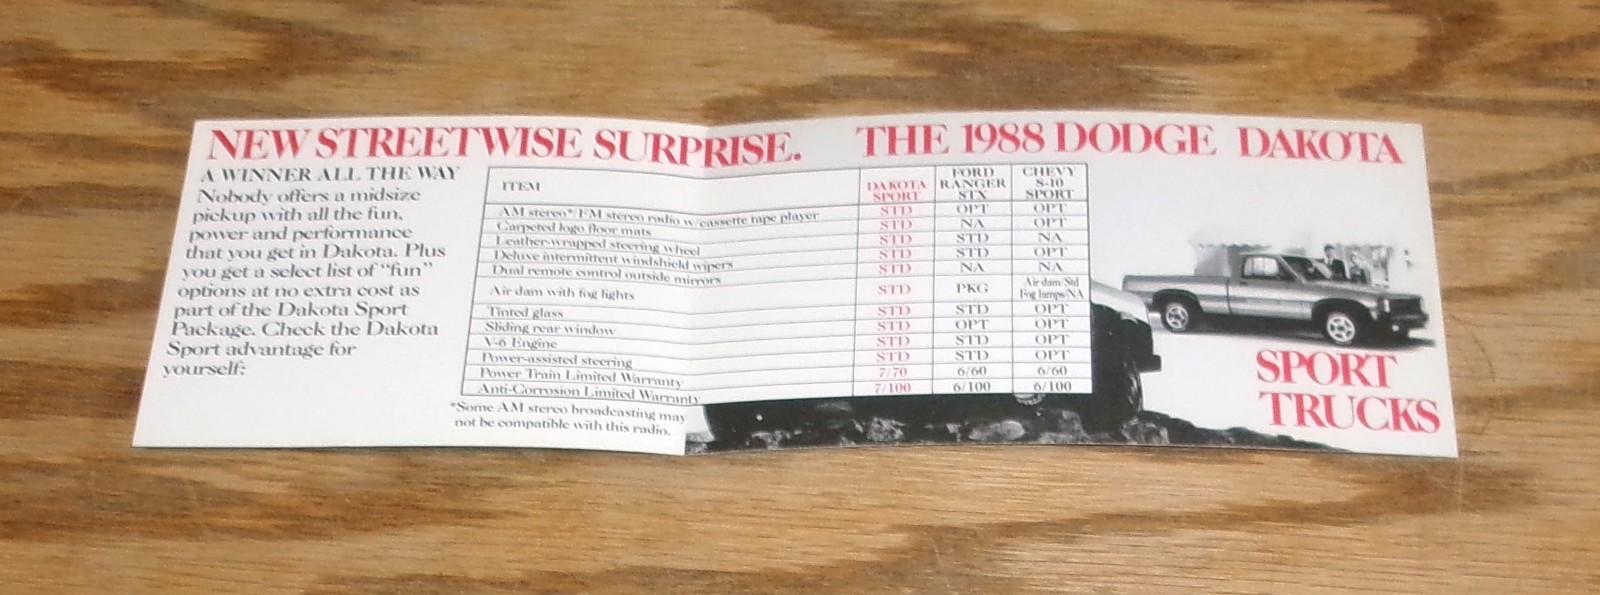 NEW STREETWISE SURPRISE. THE 1988 DODGE DAKOTA
A WINNER ALL THE WAY
Nobody offers a midsize
pickup with all the fun,
power and performance
that you get in Dakota. Plus
you get a select list of "fun"
options at no extra cost as
part of the Dakota Sport
Package. Check the Dakota
Sport advantage for
yourself:
ITEM
DAKOTA
SPORT
FORD
RANGER
STX
CHEVY
S-10
SPORT
AM stereo*/FM stereo radio w/cassette tape player STD OPT OPT
Carpeted logo floor mats STD NA OPT
Leather-wrapped steering wheel STD STD NA
Deluxe intermittent windshield wipers STD STD OPT
Dual remote control outside mirrors STD NA NA
Air dam with fog lights STD PKG Air dam/Std
Fog lamps/NA
Tinted glass STD STD OPT
Sliding rear window STD OPT OPT
V-6 Engine STD STD OPT
Power-assisted steering STD STD OPT
Power Train Limited Warranty 7/70 6/60 6/60
Anti-Corrosion Limited Warranty 7/100 6/100 6/100
*Some AM stereo broadcasting may
not be compatible with this radio.
SPORT
TRUCKS